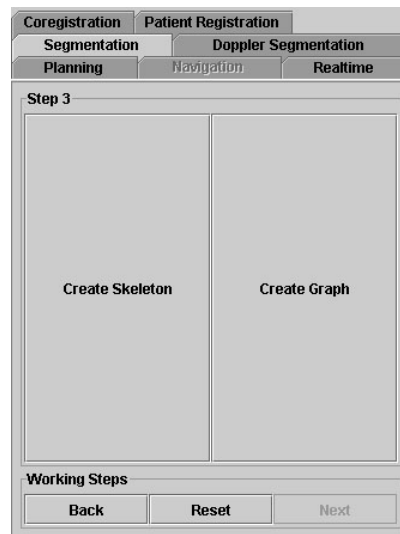 Coregistration Patient Registration
Segmentation Doppler Segmentation
Planning Navigation Realtime
Step 3
Create Skeleton Create Graph
Working Steps
Back Reset Next